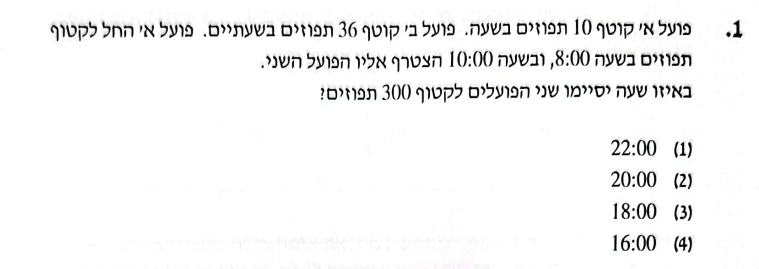 1. פועל א׳ קוטף 10 תפוזים בשעה. פועל ב׳ קוטף 36 תפוזים בשעתיים. פועל א׳ החל לקטוף
תפוזים בשעה 8:00, ובשעה 10:00 הצטרף אליו הפועל השני.
באיזו שעה יסיימו שני הפועלים לקטוף 300 תפוזים?
(1) 22:00
(2) 20:00
(3) 18:00
(4) 16:00